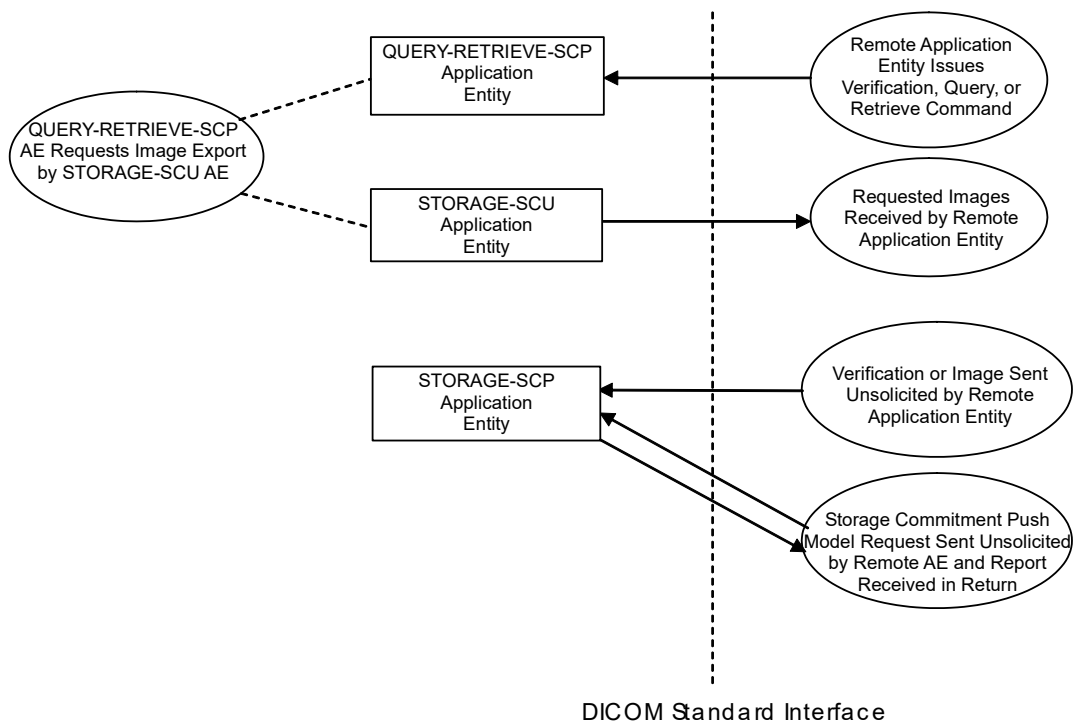 QUERY-RETRIEVE-SCP
Application
Entity
Remote Application
Entity Issues
Verification, Query, or
Retrieve Command
QUERY-RETRIEVE-SCP
AE Requests Image Export
by STORAGE-SCU AE
STORAGE-SCU
Application
Entity
Requested Images
Received by Remote
Application Entity
STORAGE-SCP
Application
Entity
Verification or Image Sent
Unsolicited by Remote
Application Entity
Storage Commitment Push
Model Request Sent Unsolicited
by Remote AE and Report
Received in Return
DICOM Standard Interface